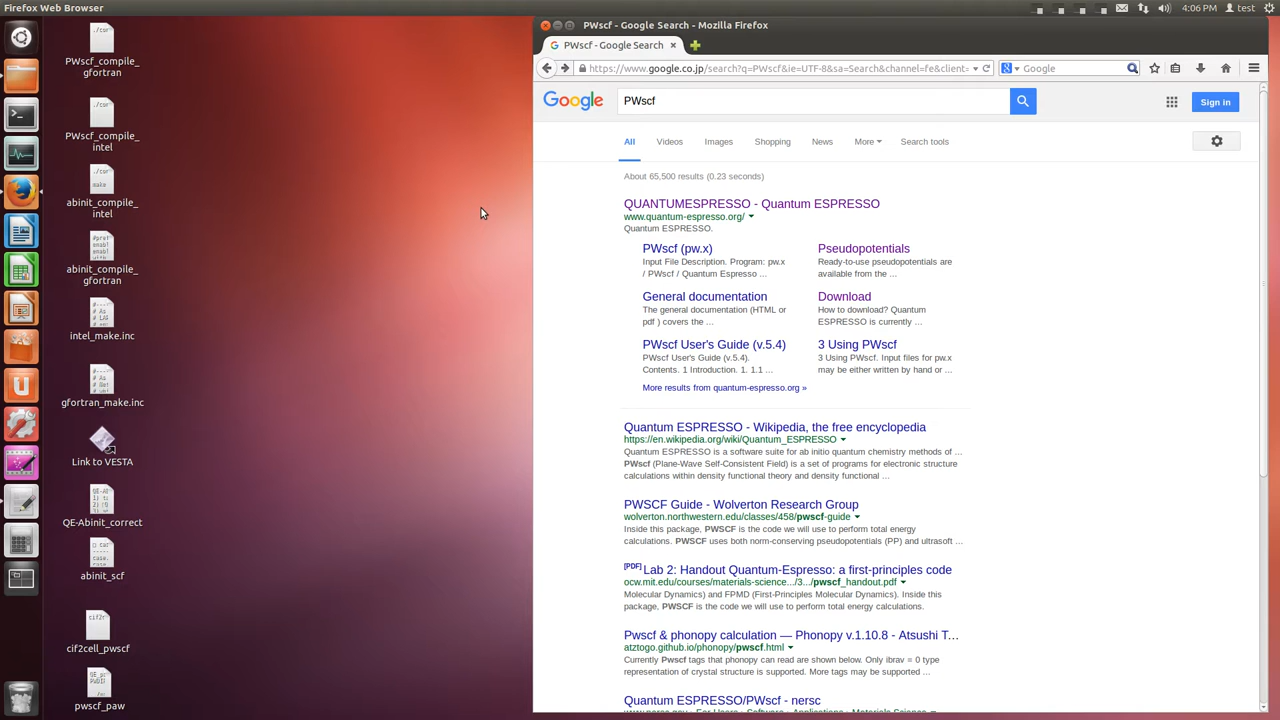 Firefox Web Browser
4:06 PM
PWscf_compile_
gfortran
PWscf_compile_
intel
abinit_compile_
intel
abinit_compile_
gfortran
intel_make.inc
gfortran_make.inc
Link to VESTA
QE-Abinit_correct
abinit_scf
cif2cell_pwscf
pwscf_paw
PWscf - Google Search - Mozilla Firefox
PWscf - Google Search
https://www.google.co.jp/search?q=PWscf&ie=UTF-8&sa=Search&channel=fe&client=
Google
Google
PWscf
Sign in
All Videos Images Shopping News More Search tools
About 65,500 results (0.23 seconds)
QUANTUMESPRESSO - Quantum ESPRESSO
www.quantum-espresso.org/
Quantum ESPRESSO.
PWscf (pw.x)
Input File Description. Program: pw.x
/ PWscf / Quantum Espresso ...
Pseudopotentials
Ready-to-use pseudopotentials are
available from the ...
General documentation
The general documentation (HTML or
pdf ) covers the ...
Download
How to download? Quantum
ESPRESSO is currently ...
PWscf User's Guide (v.5.4)
PWscf User's Guide (v.5.4).
Contents. 1 Introduction. 1. 1.1 ...
3 Using PWscf
3 Using PWscf. Input files for pw.x
may be either written by hand or ...
More results from quantum-espresso.org »
Quantum ESPRESSO - Wikipedia, the free encyclopedia
https://en.wikipedia.org/wiki/Quantum_ESPRESSO
Quantum ESPRESSO is a software suite for ab initio quantum chemistry methods of ...
PWscf (Plane-Wave Self-Consistent Field) is a set of programs for electronic structure
calculations within density functional theory and density functional ...
PWSCF Guide - Wolverton Research Group
wolverton.northwestern.edu/classes/458/pwscf-guide
Inside this package, PWSCF is the code we will use to perform total energy
calculations. PWSCF uses both norm-conserving pseudopotentials (PP) and ultrasoft ...
[PDF] Lab 2: Handout Quantum-Espresso: a first-principles code
ocw.mit.edu/courses/materials-science.../3.../pwscf_handout.pdf
Molecular Dynamics) and FPMD (First-Principles Molecular Dynamics). Inside this
package, PWSCF is the code we will use to perform total energy calculations.
Pwscf & phonopy calculation — Phonopy v.1.10.8 - Atsushi T...
atztogo.github.io/phonopy/pwscf.html
Currently Pwscf tags that phonopy can read are shown below. Only ibrav = 0 type
representation of crystal structure is supported. More tags may be supported ...
Quantum ESPRESSO/PWscf - nersc